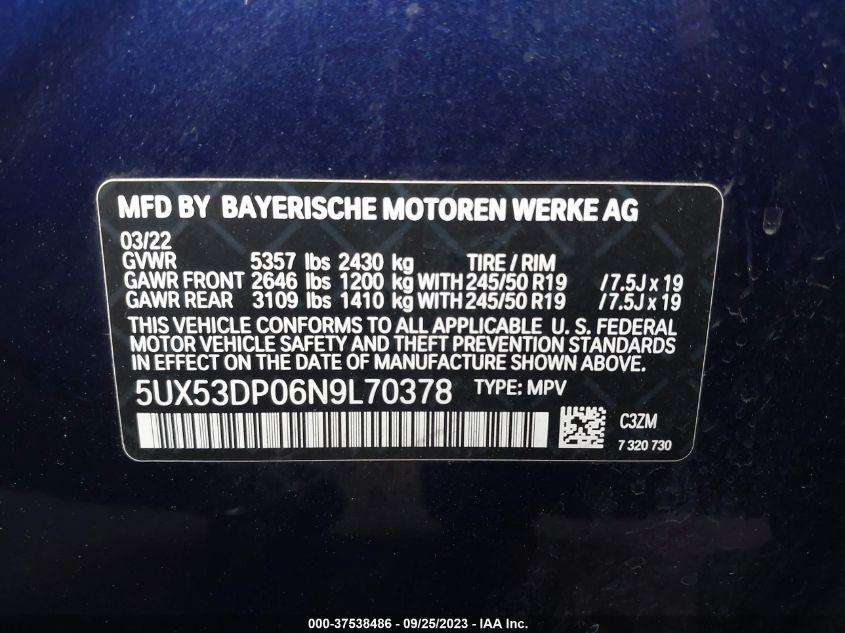 MFD BY BAYERISCHE MOTOREN WERKE AG
03/22
GVWR 5357 lbs 2430 kg TIRE / RIM
GAWR FRONT 2646 lbs 1200 kg WITH 245/50 R19 / 7.5J x 19
GAWR REAR 3109 lbs 1410 kg WITH 245/50 R19 / 7.5J x 19
THIS VEHICLE CONFORMS TO ALL APPLICABLE U. S. FEDERAL
MOTOR VEHICLE SAFETY AND THEFT PREVENTION STANDARDS
IN EFFECT ON THE DATE OF MANUFACTURE SHOWN ABOVE.
5UX53DP06N9L70378 TYPE: MPV
C3ZM
7 320 730
000-37538486 - 09/25/2023 - IAA Inc.